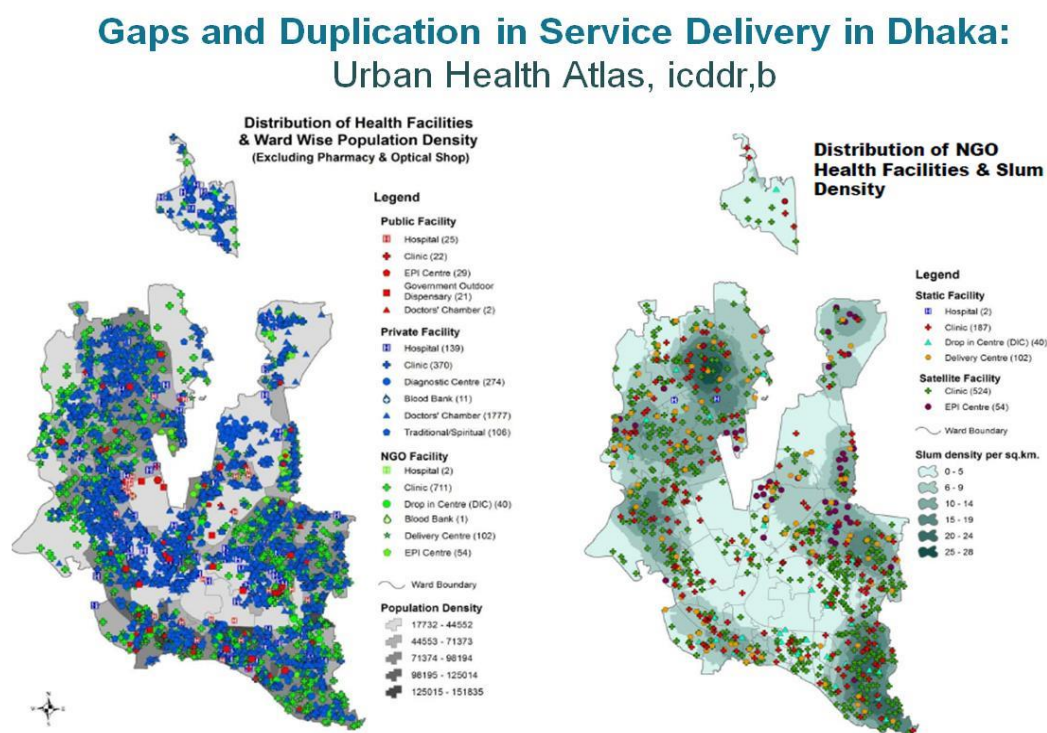 Gaps and Duplication in Service Delivery in Dhaka:
Urban Health Atlas, icddr,b
Distribution of Health Facilities
& Ward Wise Population Density
(Excluding Pharmacy & Optical Shop)
Legend
Public Facility
Hospital (25)
Clinic (22)
EPI Centre (29)
Government Outdoor
Dispensary (21)
Doctors' Chamber (2)
Private Facility
Hospital (139)
Clinic (370)
Diagnostic Centre (274)
Blood Bank (11)
Doctors' Chamber (1777)
Traditional/Spiritual (106)
NGO Facility
Hospital (2)
Clinic (711)
Drop in Centre (DIC) (40)
Blood Bank (1)
Delivery Centre (102)
EPI Centre (54)
Ward Boundary
Population Density
17732 - 44552
44553 - 71373
71374 - 98194
98195 - 125014
125015 - 151835
N
W E
S
Distribution of NGO
Health Facilities & Slum
Density
Legend
Static Facility
Hospital (2)
Clinic (187)
Drop in Centre (DIC) (40)
Delivery Centre (102)
Satellite Facility
Clinic (524)
EPI Centre (54)
Ward Boundary
Slum density per sq.km.
0 - 5
6 - 9
10 - 14
15 - 19
20 - 24
25 - 28